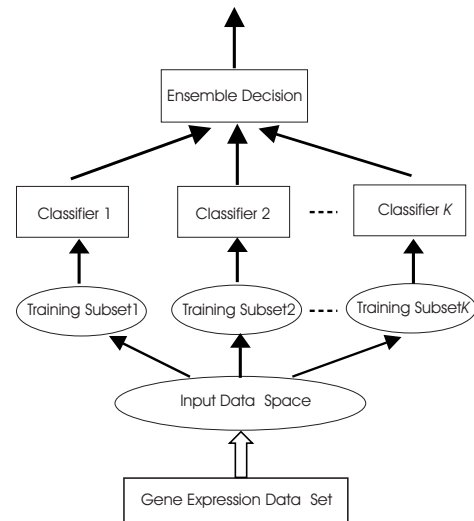 Ensemble Decision
Classifier 1
Classifier 2
Classifier K
Training Subset1
Training Subset2
Training SubsetK
Input Data Space
Gene Expression Data Set